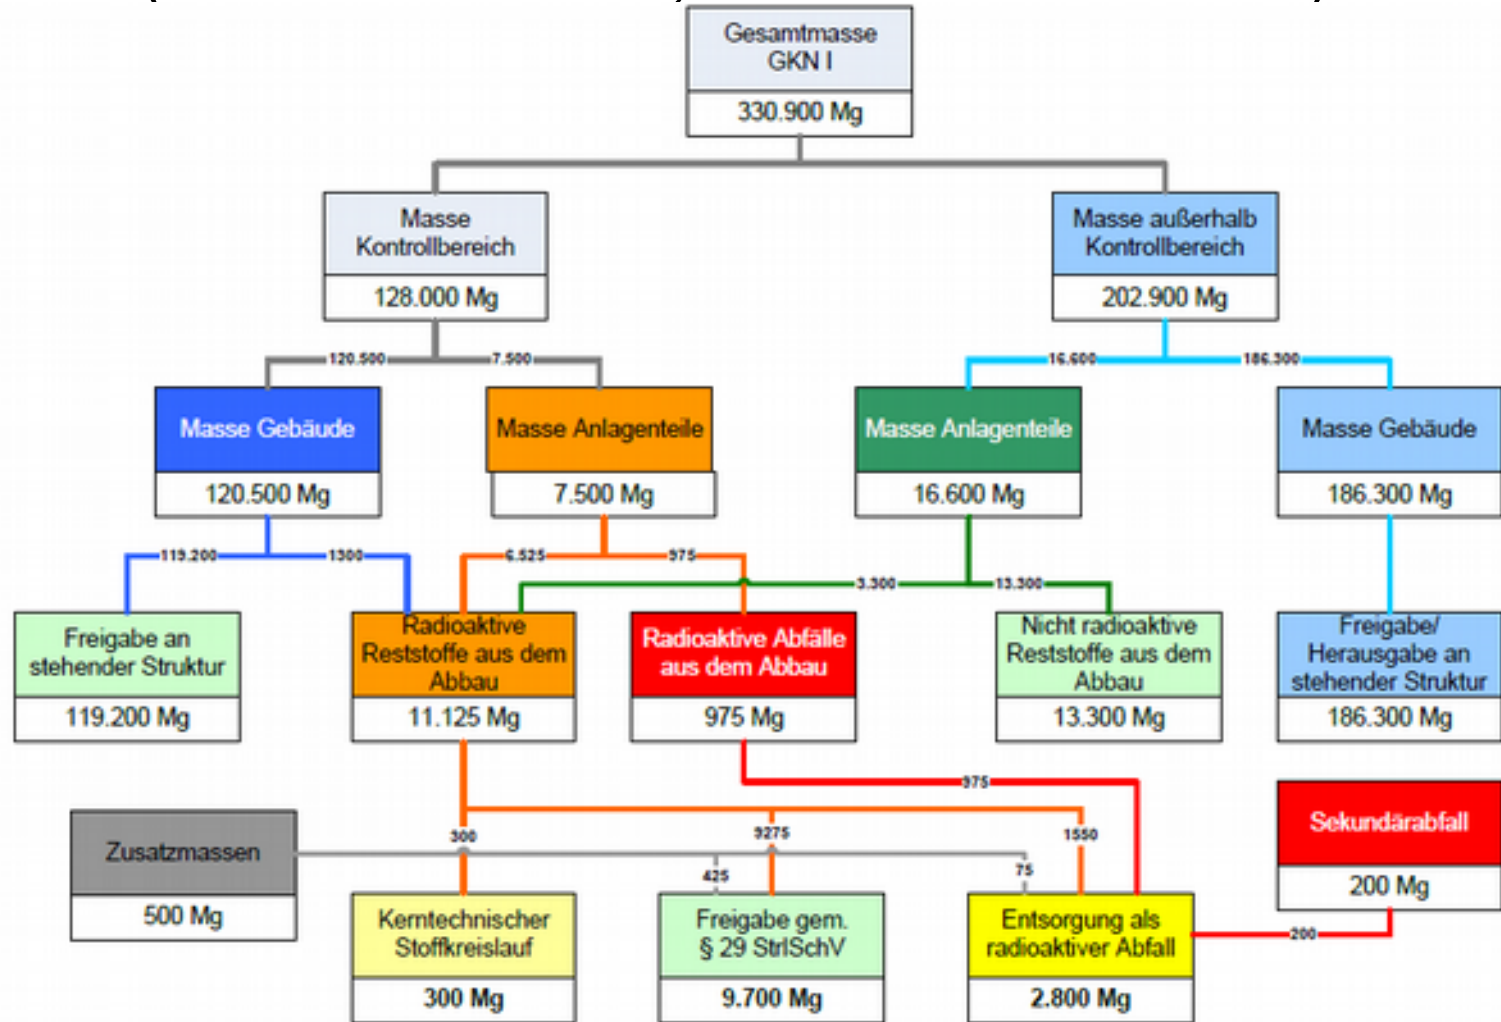 Gesamtmasse
GKN I
330.900 Mg
Masse
Kontrollbereich
128.000 Mg
Masse außerhalb
Kontrollbereich
202.900 Mg
120.500
7.500
16.600
186.300
Masse Gebäude
120.500 Mg
Masse Anlagenteile
7.500 Mg
Masse Anlagenteile
16.600 Mg
Masse Gebäude
186.300 Mg
119.200
1300
6.525
975
3.300
13.300
Freigabe an
stehender Struktur
119.200 Mg
Radioaktive
Reststoffe aus dem
Abbau
11.125 Mg
Radioaktive Abfälle
aus dem Abbau
975 Mg
Nicht radioaktive
Reststoffe aus dem
Abbau
13.300 Mg
Freigabe/
Herausgabe an
stehender Struktur
186.300 Mg
975
Zusatzmassen
500 Mg
300
9275
1550
425
75
Sekundärabfall
200 Mg
200
Kerntechnischer
Stoffkreislauf
300 Mg
Freigabe gem.
§ 29 StrlSchV
9.700 Mg
Entsorgung als
radioaktiver Abfall
2.800 Mg